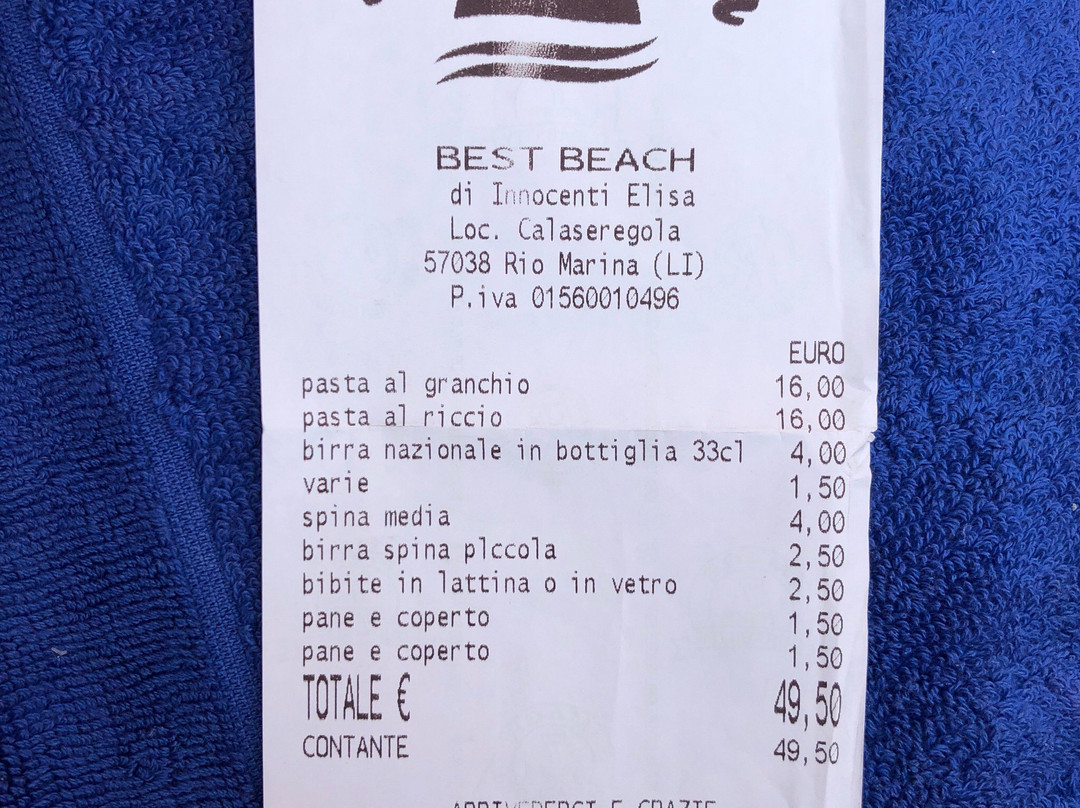 BEST BEACH
di Innocenti Elisa
Loc. Calaseregola
57038 Rio Marina (LI)
P.iva 01560010496
EURO
pasta al granchio 16,00
pasta al riccio 16,00
birra nazionale in bottiglia 33cl 4,00
varie 1,50
spina media 4,00
birra spina plccola 2,50
bibite in lattina o in vetro 2,50
pane e coperto 1,50
pane e coperto 1,50
TOTALE € 49,50
CONTANTE 49,50
ARRIVEDERCI E GRAZIE